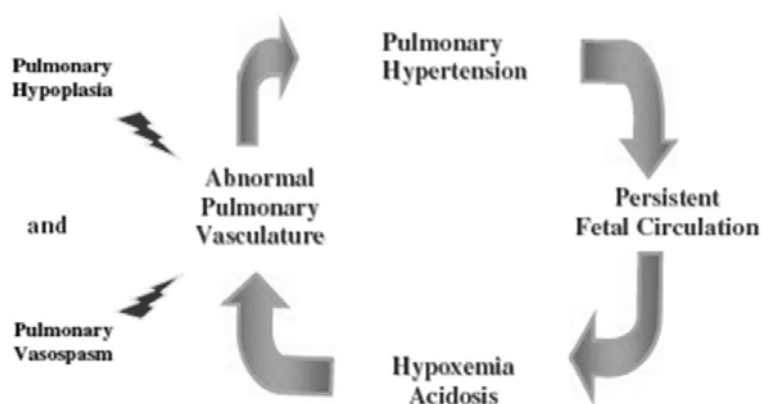 Pulmonary
Hypoplasia
and
Pulmonary
Vasospasm
Abnormal
Pulmonary
Vasculature
Pulmonary
Hypertension
Persistent
Fetal Circulation
Hypoxemia
Acidosis